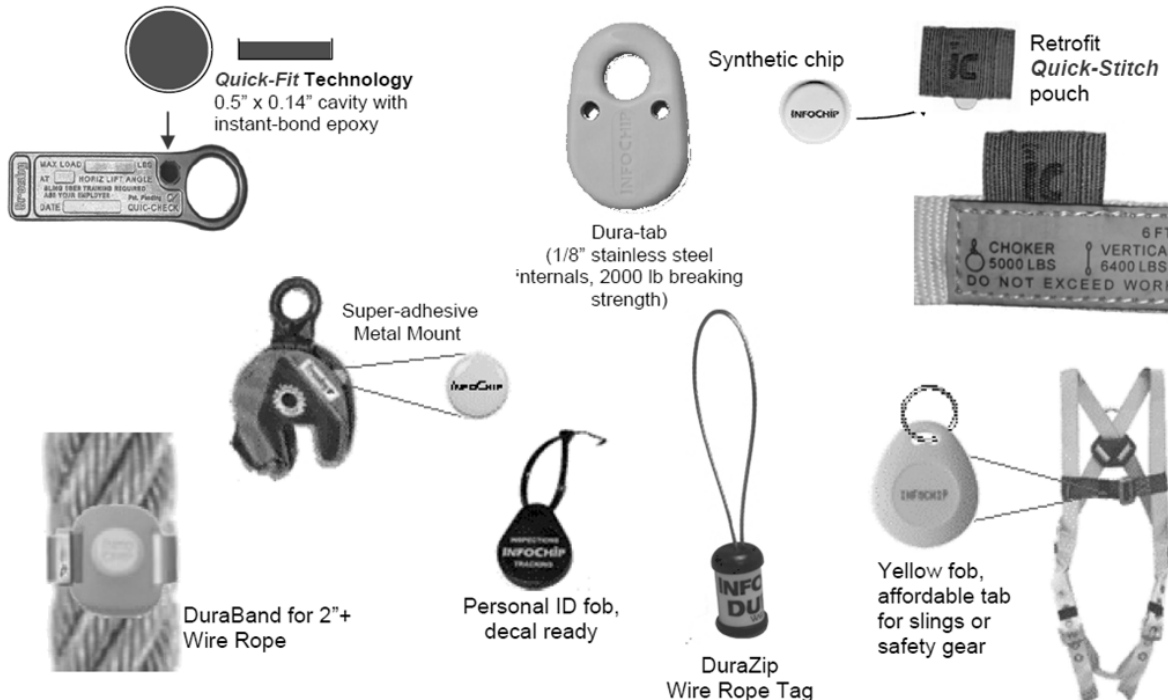 Quick-Fit Technology
0.5” x 0.14” cavity with
instant-bond epoxy
Crosby
MAX LOAD LBS
AT HORIZ LIFT ANGLE
SLING USER TRAINING REQUIRED
ASK YOUR EMPLOYER
Pat. Pending
DATE QUIC-CHECK
INFOCHIP
Dura-tab
(1/8” stainless steel
internals, 2000 lb breaking
strength)
Synthetic chip
INFOCHIP
Retrofit
Quick-Stitch
pouch
6 FT
CHOKER
5000 LBS
VERTICA
6400 LBS
DO NOT EXCEED WORK
Super-adhesive
Metal Mount
INFOCHIP
DuraBand for 2”+
Wire Rope
INSPECTIONS
INFOCHIP
TRACKING
Personal ID fob,
decal ready
INFO
DU
DuraZip
Wire Rope Tag
INFOCHIP
Yellow fob,
affordable tab
for slings or
safety gear